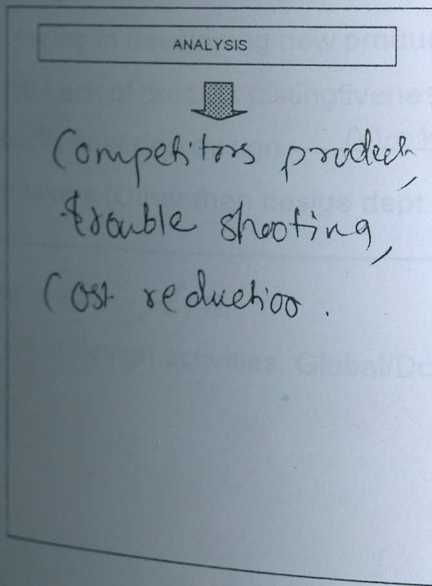 ANALYSIS
Competitors product,
trouble shooting,
Cost reduction.